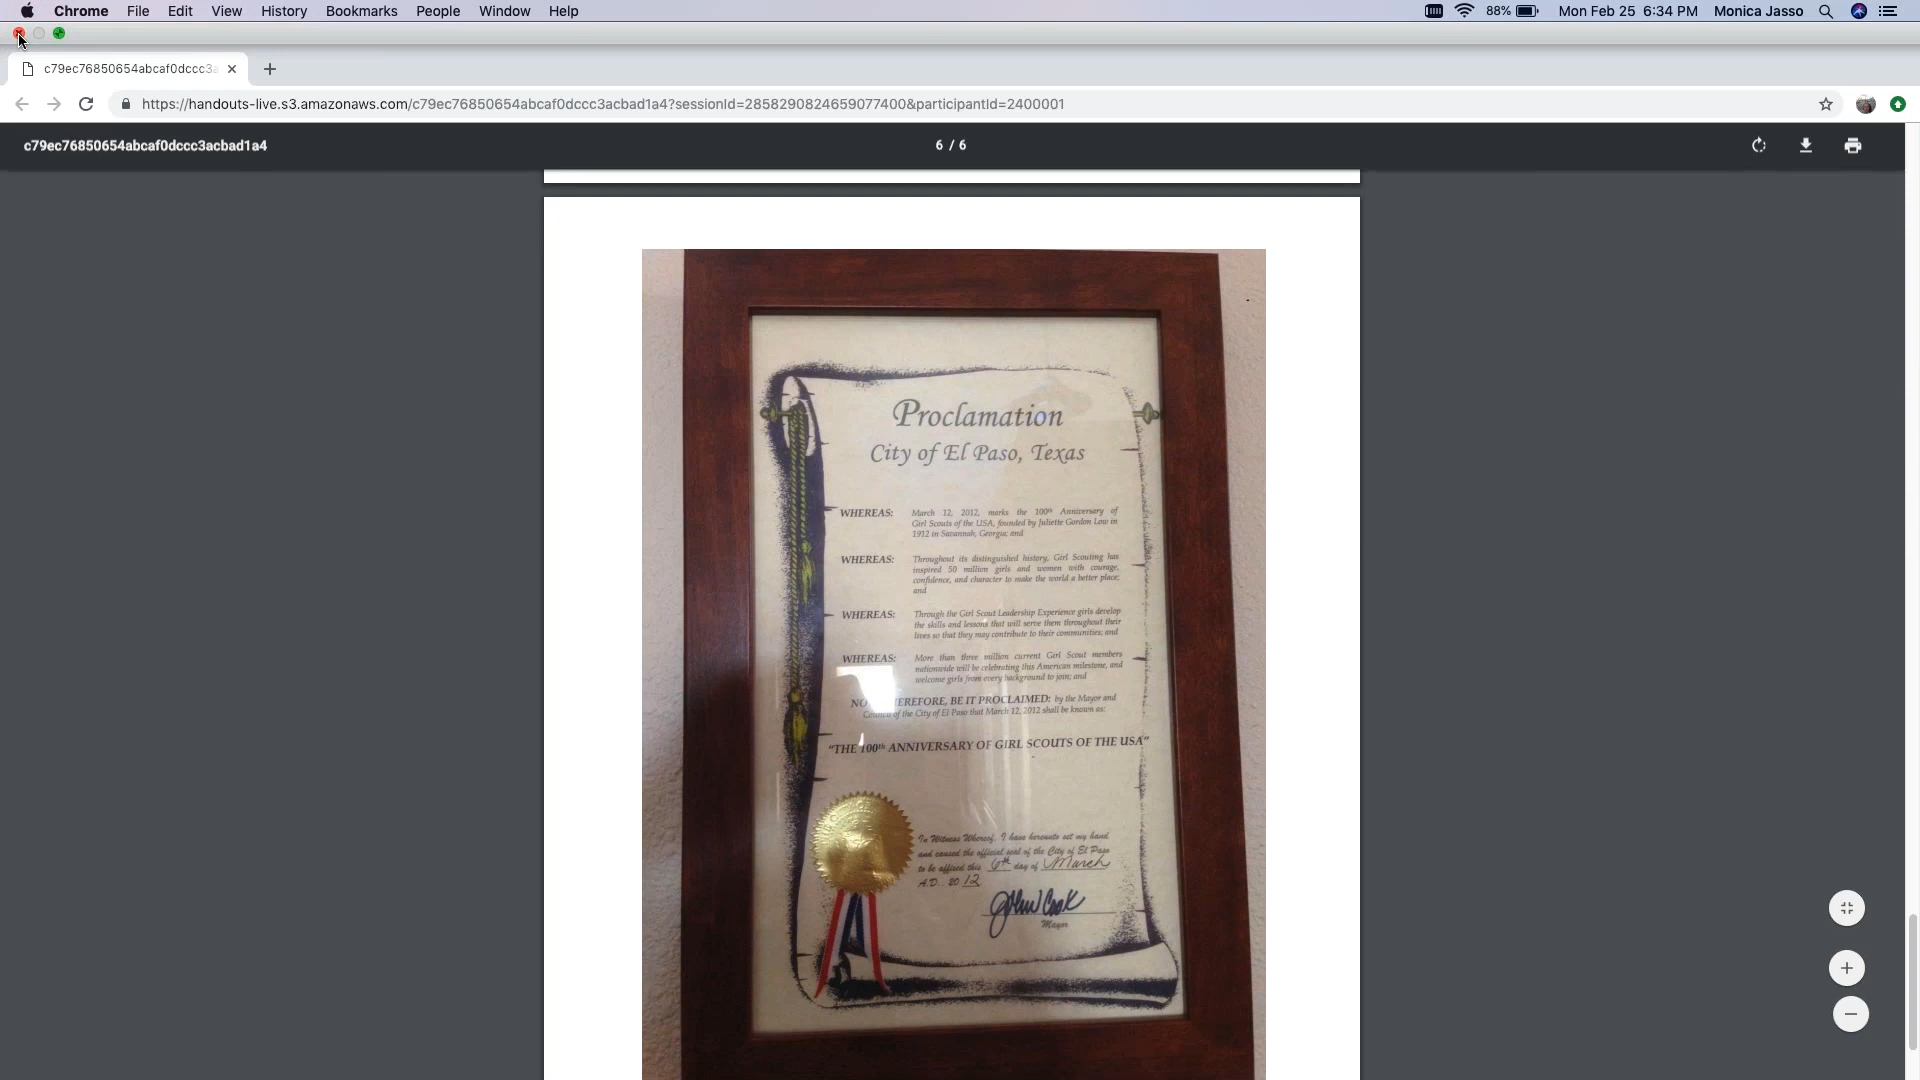 Chrome File Edit View History Bookmarks People Window Help 88% Mon Feb 25 6:34 PM Monica Jasso
c79ec76850654abcaf0dccc3a
https://handouts-live.s3.amazonaws.com/c79ec76850654abcaf0dccc3acbad1a4?sessionId=2858290824659077400&participantId=2400001
c79ec76850654abcaf0dccc3acbad1a4 6 / 6
Proclamation
City of El Paso, Texas
WHEREAS: March 12, 2012, marks the 100th Anniversary of
Girl Scouts of the USA, founded by Juliette Gordon Low in
1912 in Savannah, Georgia; and
WHEREAS: Throughout its distinguished history, Girl Scouting has
inspired 50 million girls and women with courage,
confidence, and character to make the world a better place;
and
WHEREAS: Through the Girl Scout Leadership Experience girls develop
the skills and lessons that will serve them throughout their
lives so that they may contribute to their communities; and
WHEREAS: More than three million current Girl Scout members
nationwide will be celebrating this American milestone, and
welcome girls from every background to join; and
BE IT PROCLAIMED: by the Mayor and
Council of the City of El Paso that March 12, 2012 shall be known as:
"THE 100th ANNIVERSARY OF GIRL SCOUTS OF THE USA"
In Witness Whereof, I have hereunto set my hand
and caused the official seal of the City of El Paso
to be affixed this 6th day of March
A.D., 20 12
John Cook
Mayor